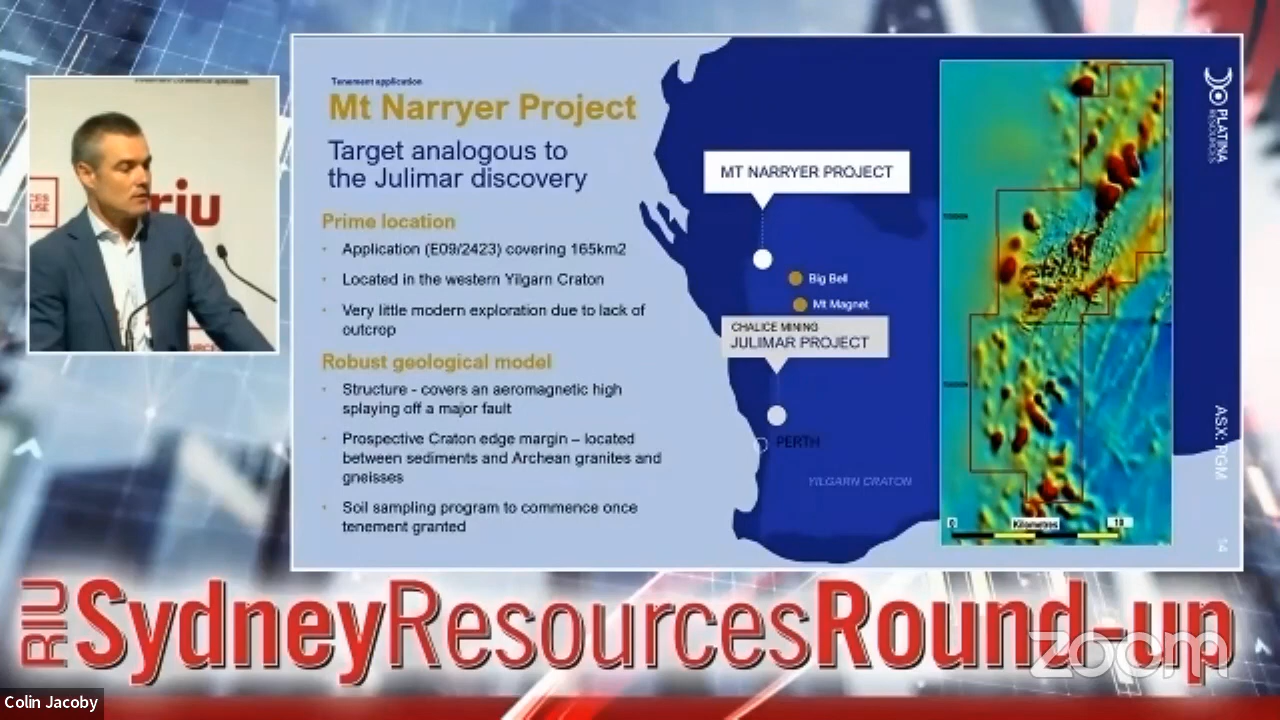 Tenement application
Mt Narryer Project
Target analogous to
the Julimar discovery
Prime location
Application (E09/2423) covering 165km2
Located in the western Yilgarn Craton
Very little modern exploration due to lack of
outcrop
Robust geological model
Structure - covers an aeromagnetic high
splaying off a major fault
Prospective Craton edge margin – located
between sediments and Archean granites and
gneisses
Soil sampling program to commence once
tenement granted
MT NARRYER PROJECT
Big Bell
Mt Magnet
CHALICE MINING
JULIMAR PROJECT
PERTH
YILGARN CRATON
0
Kilometres
10
PLATINA
RESOURCES
ASX: PGM
14
riu
RIU SydneyResourcesRound-up
zoom
Colin Jacoby